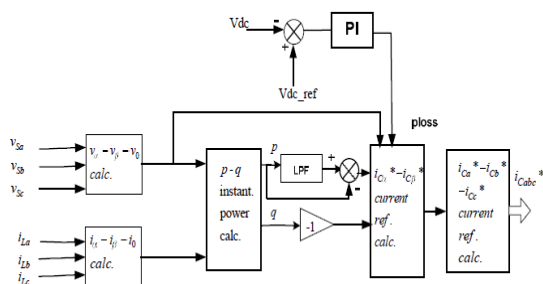 Vdc
-
+
PI
Vdc_ref
ploss
vSa
vSb
vSc
vα – vβ – v0
calc.
iLa
iLb
iLc
iα – iβ – i0
calc.
p - q
instant.
power
calc.
p
LPF
+
-
q
-1
iCα * – iCβ *
current
ref.
calc.
iCa * – iCb *
– iCc *
current
ref.
calc.
iCabc *